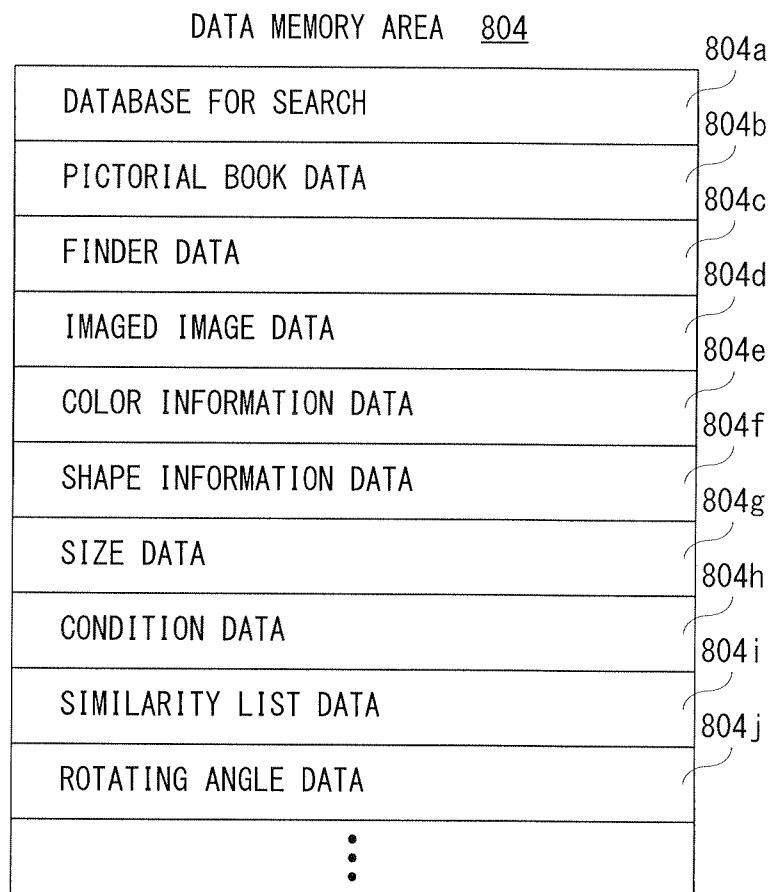 DATA MEMORY AREA 804
804a
DATABASE FOR SEARCH
804b
PICTORIAL BOOK DATA
804c
FINDER DATA
804d
IMAGED IMAGE DATA
804e
COLOR INFORMATION DATA
804f
SHAPE INFORMATION DATA
804g
SIZE DATA
804h
CONDITION DATA
804i
SIMILARITY LIST DATA
804j
ROTATING ANGLE DATA